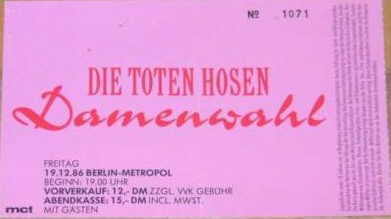 Nº 1071
DIE TOTEN HOSEN
Damenwahl
FREITAG
19.12.86 BERLIN-METROPOL
BEGINN: 19.00 UHR
VORVERKAUF: 12,- DM ZZGL. VVK GEBÜHR
ABENDKASSE: 15,- DM INCL. MWST.
mct MIT GÄSTEN